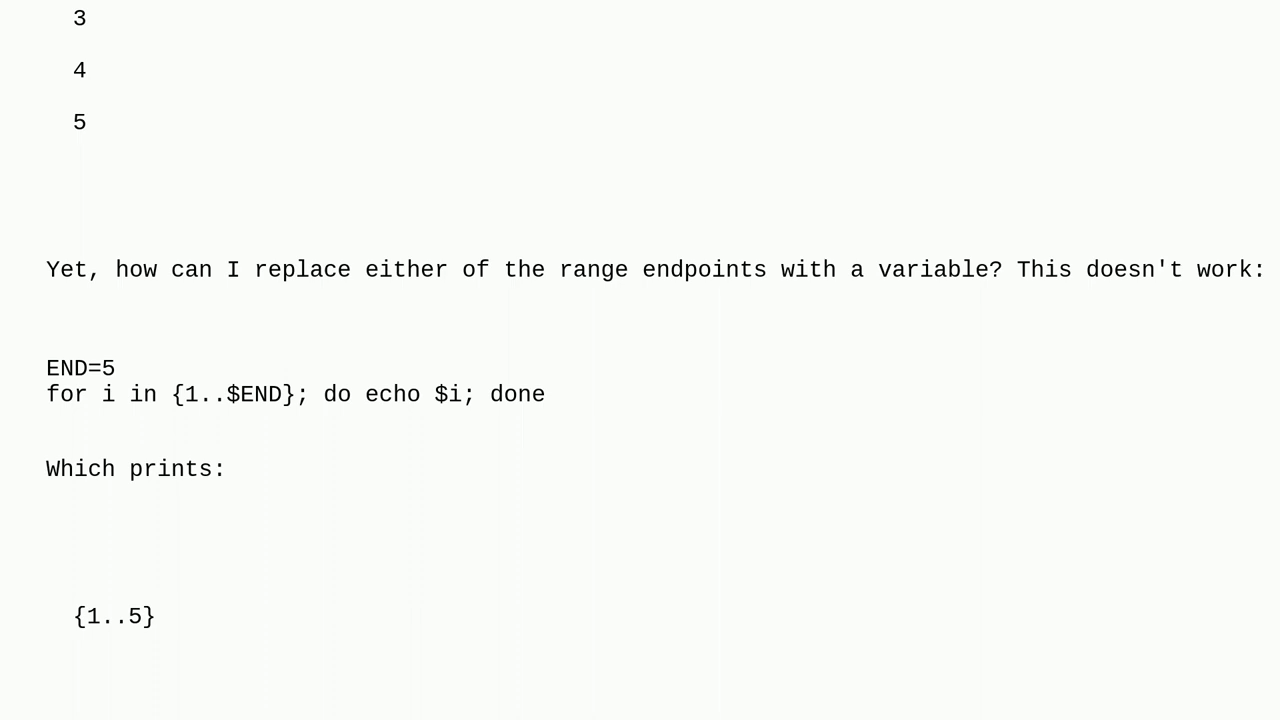 3
4
5
Yet, how can I replace either of the range endpoints with a variable? This doesn't work:
END=5
for i in {1..$END}; do echo $i; done
Which prints:
{1..5}